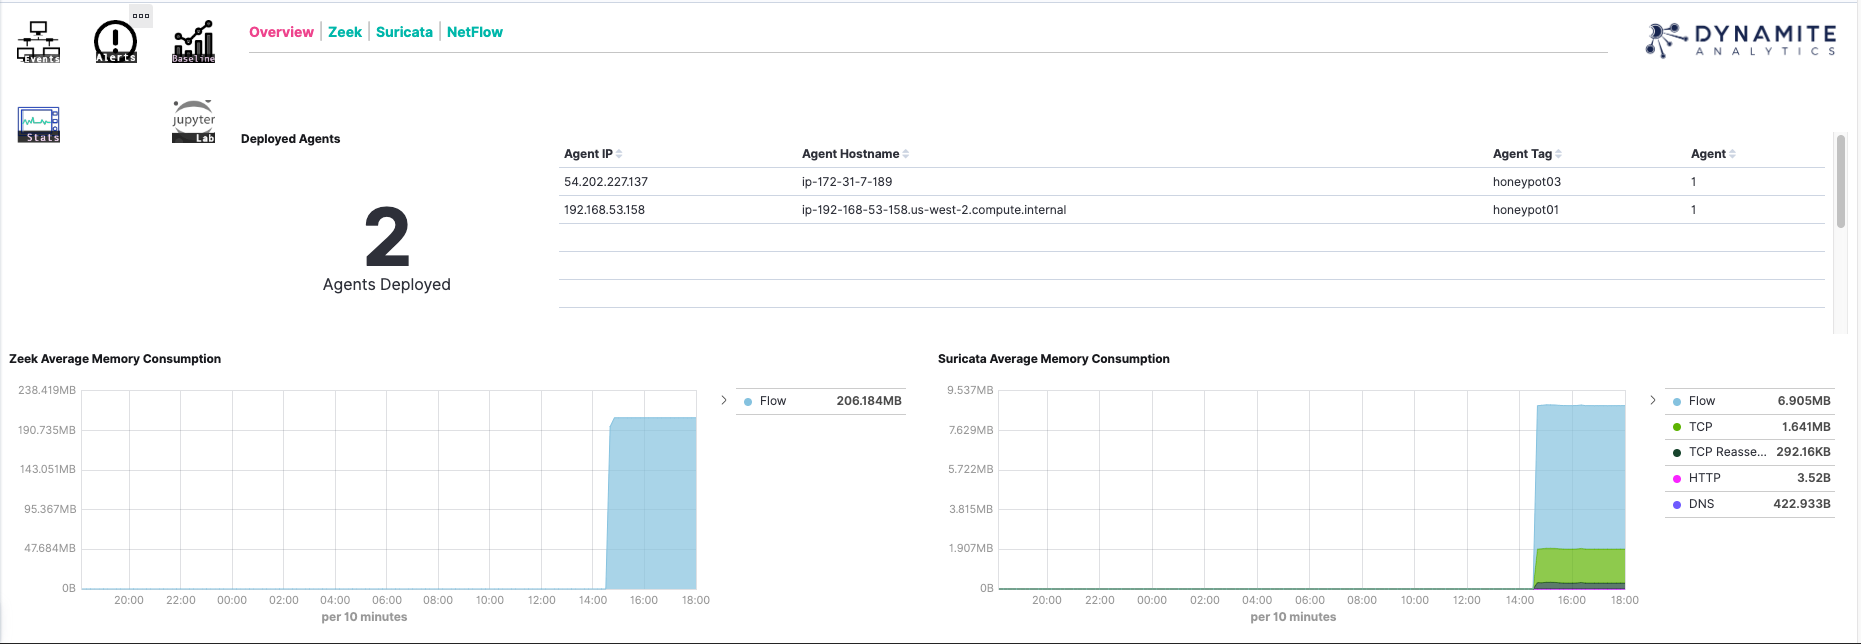 Overview | Zeek | Suricata | NetFlow
DYNAMITE
ANALYTICS
Events
Alerts
Baseline
Stats
jupyter
Lab
Deployed Agents
2
Agents Deployed
Agent IP Agent Hostname Agent Tag Agent
54.202.227.137 ip-172-31-7-189 honeypot03 1
192.168.53.158 ip-192-168-53-158.us-west-2.compute.internal honeypot01 1
Zeek Average Memory Consumption
238.419MB
190.735MB
143.051MB
95.367MB
47.684MB
0B
20:00 22:00 00:00 02:00 04:00 06:00 08:00 10:00 12:00 14:00 16:00 18:00
per 10 minutes
Flow 206.184MB
Suricata Average Memory Consumption
9.537MB
7.629MB
5.722MB
3.815MB
1.907MB
0B
20:00 22:00 00:00 02:00 04:00 06:00 08:00 10:00 12:00 14:00 16:00 18:00
per 10 minutes
Flow 6.905MB
TCP 1.641MB
TCP Reasse... 292.16KB
HTTP 3.52B
DNS 422.933B